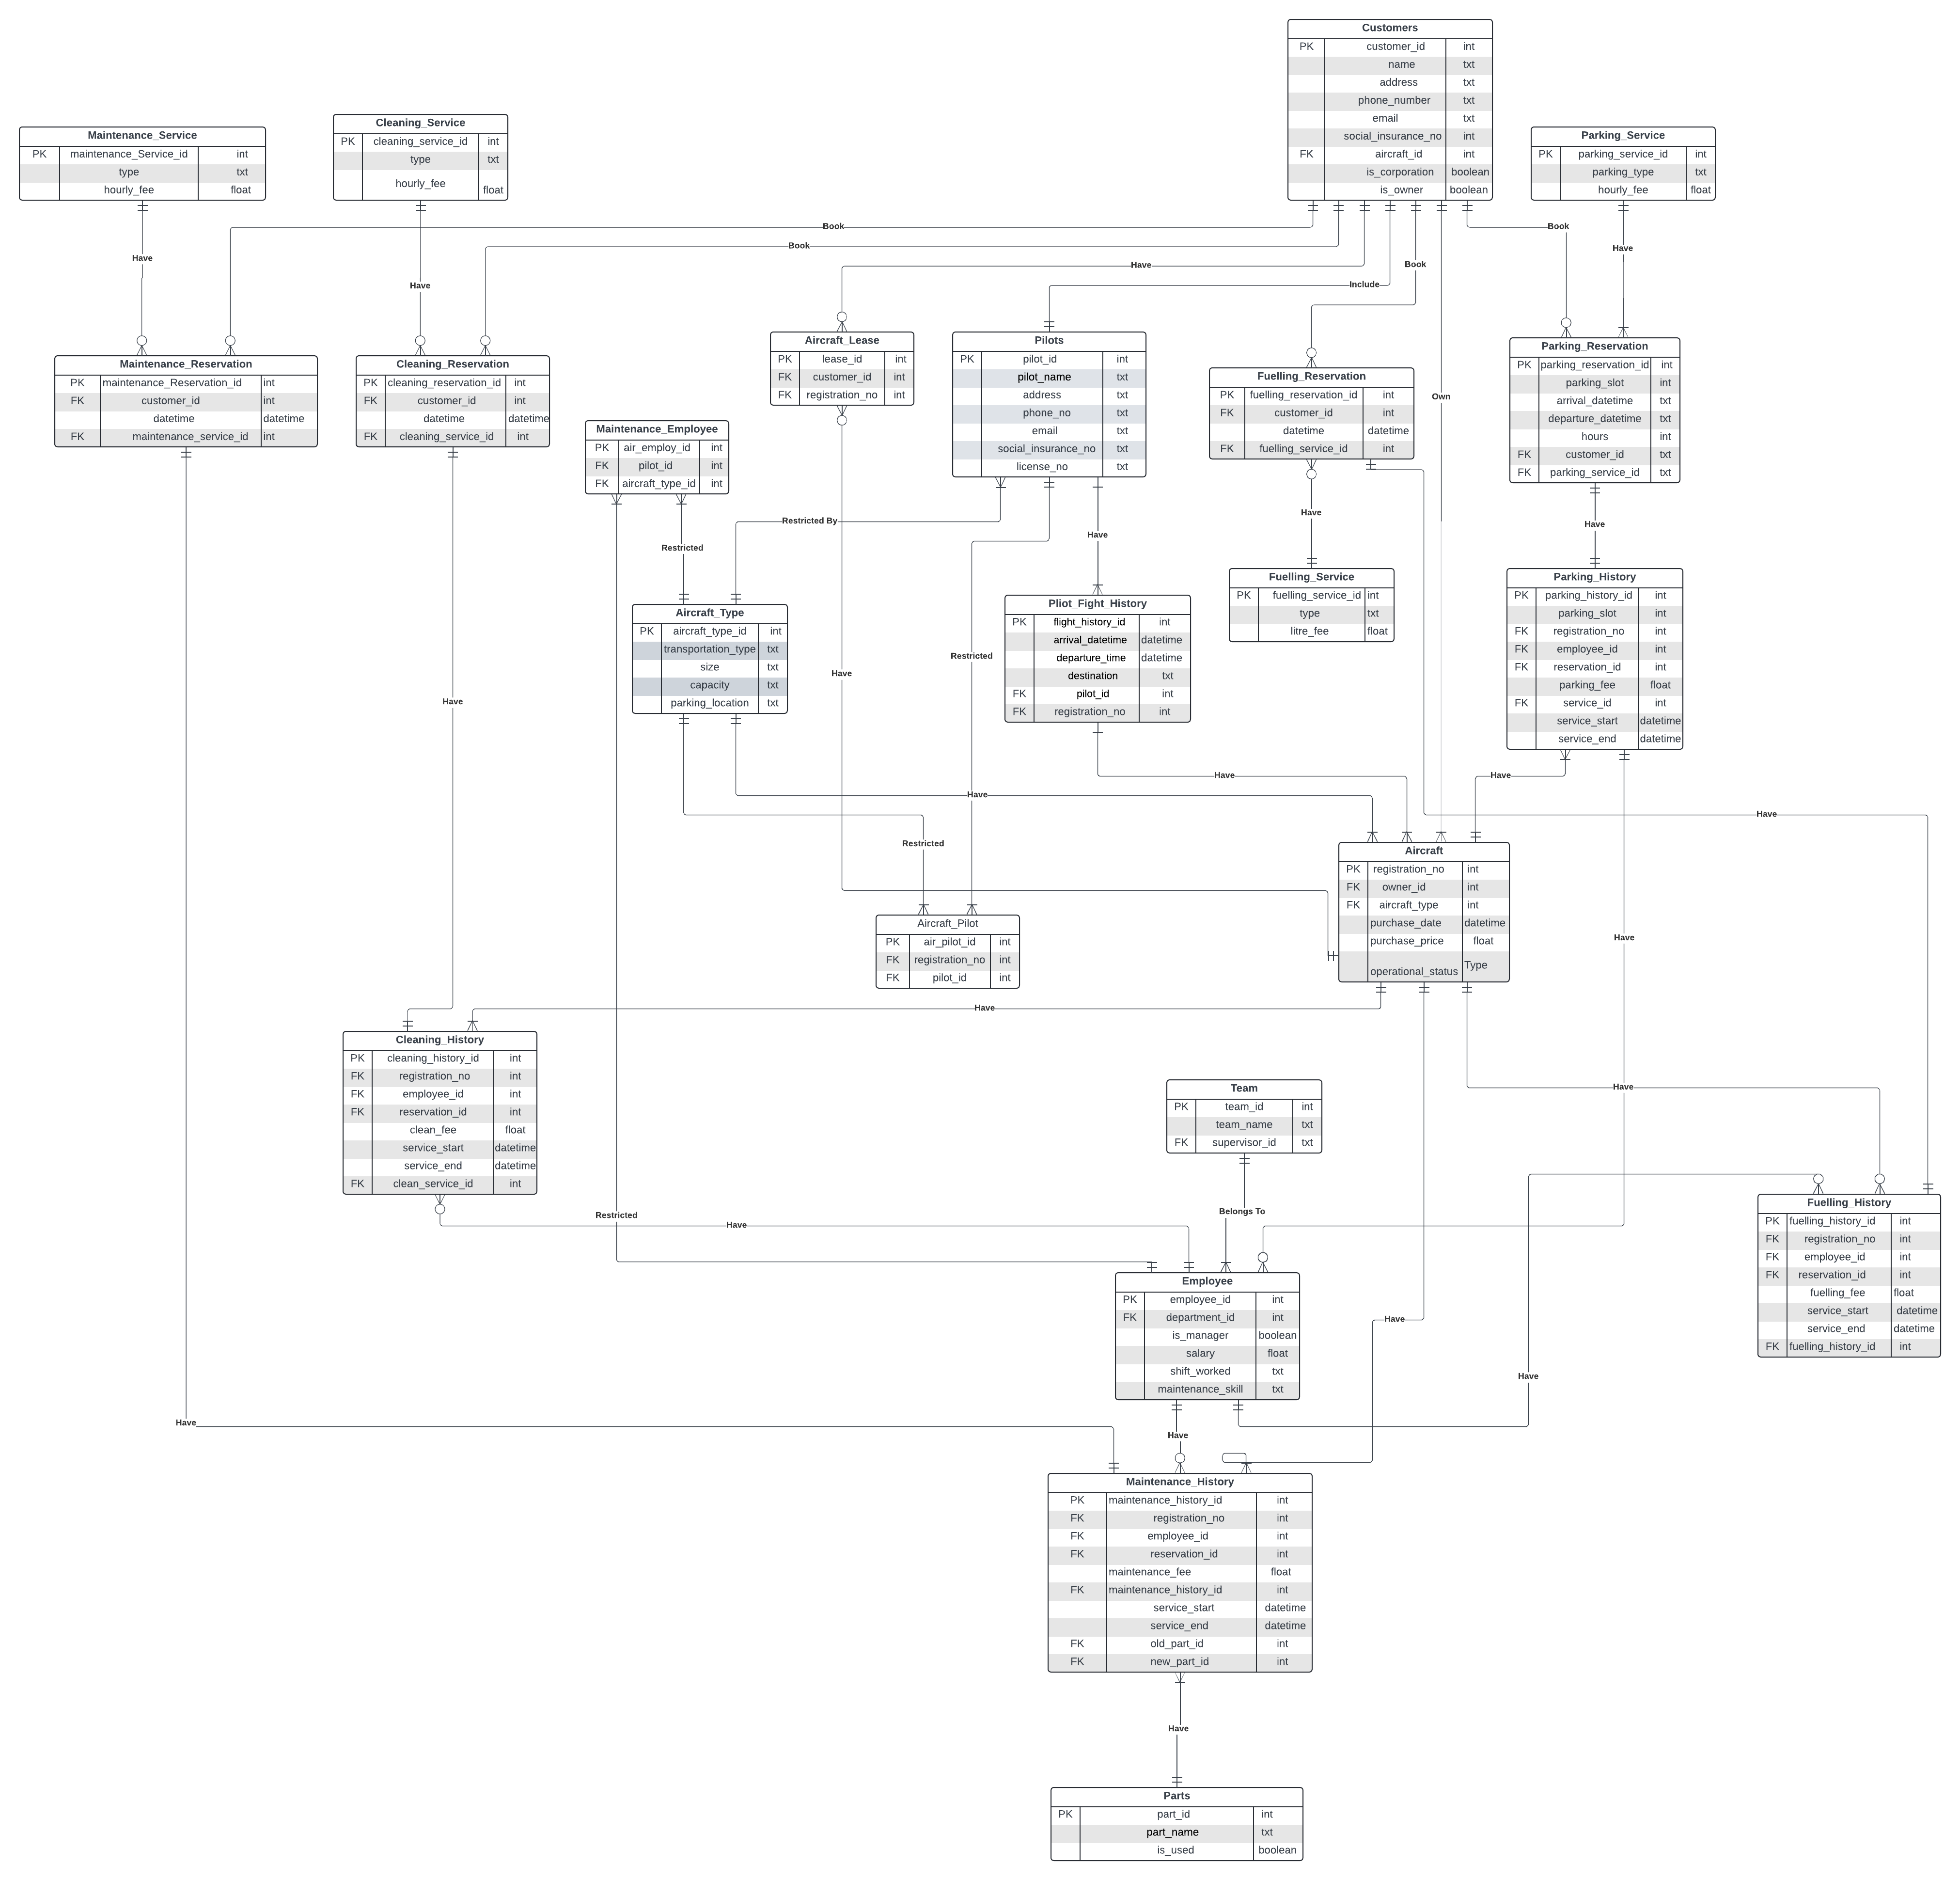 Customers
PK customer_id int
name txt
address txt
phone_number txt
email txt
social_insurance_no int
FK aircraft_id int
is_corporation boolean
is_owner boolean
Maintenance_Service
PK maintenance_Service_id int
type txt
hourly_fee float
Cleaning_Service
PK cleaning_service_id int
type txt
hourly_fee float
Parking_Service
PK parking_service_id int
parking_type txt
hourly_fee float
Book
Book
Have
Include
Book
Own
Book
Have
Have
Have
Maintenance_Reservation
PK maintenance_Reservation_id int
FK customer_id int
datetime datetime
FK maintenance_service_id int
Cleaning_Reservation
PK cleaning_reservation_id int
FK customer_id int
datetime datetime
FK cleaning_service_id int
Aircraft_Lease
PK lease_id int
FK customer_id int
FK registration_no int
Pilots
PK pilot_id int
pilot_name txt
address txt
phone_no txt
email txt
social_insurance_no txt
license_no txt
Fuelling_Reservation
PK fuelling_reservation_id int
FK customer_id int
datetime datetime
FK fuelling_service_id int
Parking_Reservation
PK parking_reservation_id int
parking_slot int
arrival_datetime txt
departure_datetime txt
hours int
FK customer_id txt
FK parking_service_id txt
Maintenance_Employee
PK air_employ_id int
FK pilot_id int
FK aircraft_type_id int
Restricted By
Restricted
Have
Have
Have
Fuelling_Service
PK fuelling_service_id int
type txt
litre_fee float
Parking_History
PK parking_history_id int
parking_slot int
FK registration_no int
FK employee_id int
FK reservation_id int
parking_fee float
FK service_id int
service_start datetime
service_end datetime
Pliot_Fight_History
PK flight_history_id int
arrival_datetime datetime
departure_time datetime
destination txt
FK pilot_id int
FK registration_no int
Aircraft_Type
PK aircraft_type_id int
transportation_type txt
size txt
capacity txt
parking_location txt
Restricted
Have
Have
Have
Have
Have
Have
Restricted
Have
Aircraft
PK registration_no int
FK owner_id int
FK aircraft_type int
purchase_date datetime
purchase_price float
operational_status Type
Aircraft_Pilot
PK air_pilot_id int
FK registration_no int
FK pilot_id int
Have
Have
Cleaning_History
PK cleaning_history_id int
FK registration_no int
FK employee_id int
FK reservation_id int
clean_fee float
service_start datetime
service_end datetime
FK clean_service_id int
Team
PK team_id int
team_name txt
FK supervisor_id txt
Have
Restricted
Have
Belongs To
Fuelling_History
PK fuelling_history_id int
FK registration_no int
FK employee_id int
FK reservation_id int
fuelling_fee float
service_start datetime
service_end datetime
FK fuelling_history_id int
Employee
PK employee_id int
FK department_id int
is_manager boolean
salary float
shift_worked txt
maintenance_skill txt
Have
Have
Have
Have
Maintenance_History
PK maintenance_history_id int
FK registration_no int
FK employee_id int
FK reservation_id int
maintenance_fee float
FK maintenance_history_id int
service_start datetime
service_end datetime
FK old_part_id int
FK new_part_id int
Have
Parts
PK part_id int
part_name txt
is_used boolean